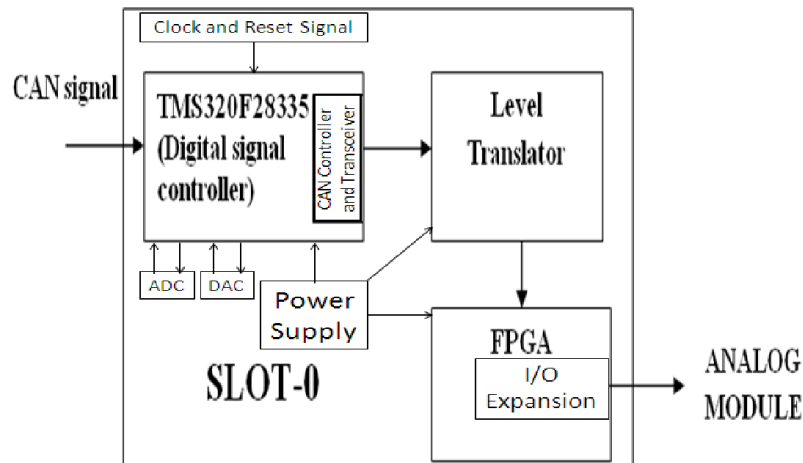 Clock and Reset Signal
CAN signal
TMS320F28335
(Digital signal
controller)
CAN Controller
and Transceiver
Level
Translator
ADC
DAC
Power
Supply
SLOT-0
FPGA
I/O
Expansion
ANALOG
MODULE